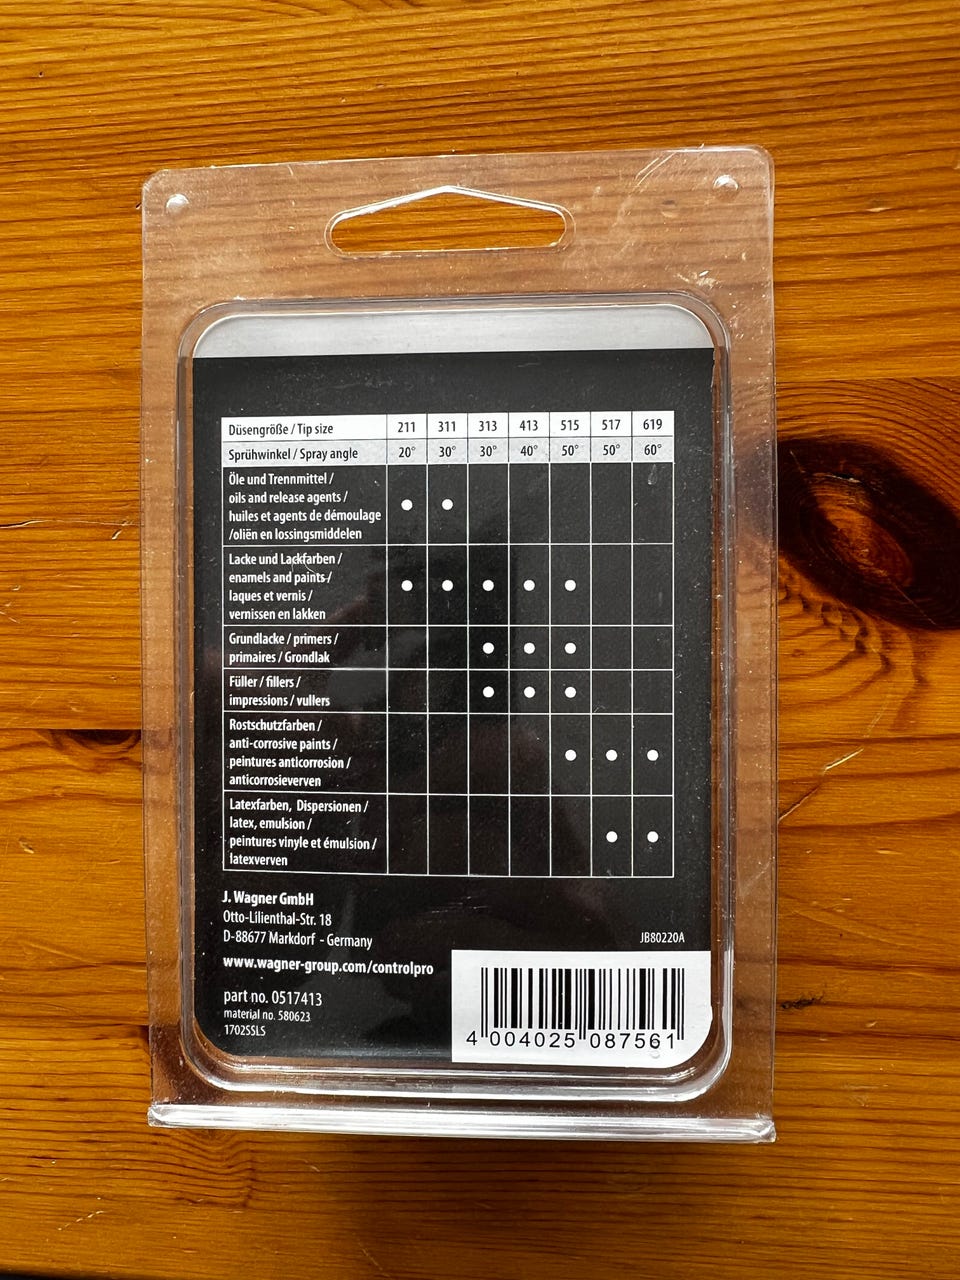 Düsengröße / Tip size 211 311 313 413 515 517 619
Sprühwinkel / Spray angle 20° 30° 30° 40° 50° 50° 60°
Öle und Trennmittel /
oils and release agents /
huiles et agents de démoulage
/oliën en lossingsmiddelen
Lacke und Lackfarben /
enamels and paints /
laques et vernis /
vernissen en lakken
Grundlacke / primers /
primaires / Grondlak
Füller / fillers /
impressions / vullers
Rostschutzfarben /
anti-corrosive paints /
peintures anticorrosion /
anticorrosieverven
Latexfarben, Dispersionen /
latex, emulsion /
peintures vinyle et émulsion /
latexverven
J. Wagner GmbH
Otto-Lilienthal-Str. 18
D-88677 Markdorf - Germany
JB80220A
www.wagner-group.com/controlpro
part no. 0517413
material no. 580623
1702SSLS
4 004025 087561